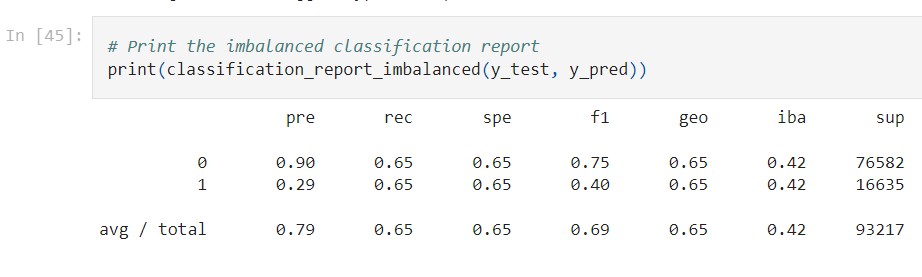 In [45]:
# Print the imbalanced classification report
print(classification_report_imbalanced(y_test, y_pred))
pre rec spe f1 geo iba sup
0 0.90 0.65 0.65 0.75 0.65 0.42 76582
1 0.29 0.65 0.65 0.40 0.65 0.42 16635
avg / total 0.79 0.65 0.65 0.69 0.65 0.42 93217